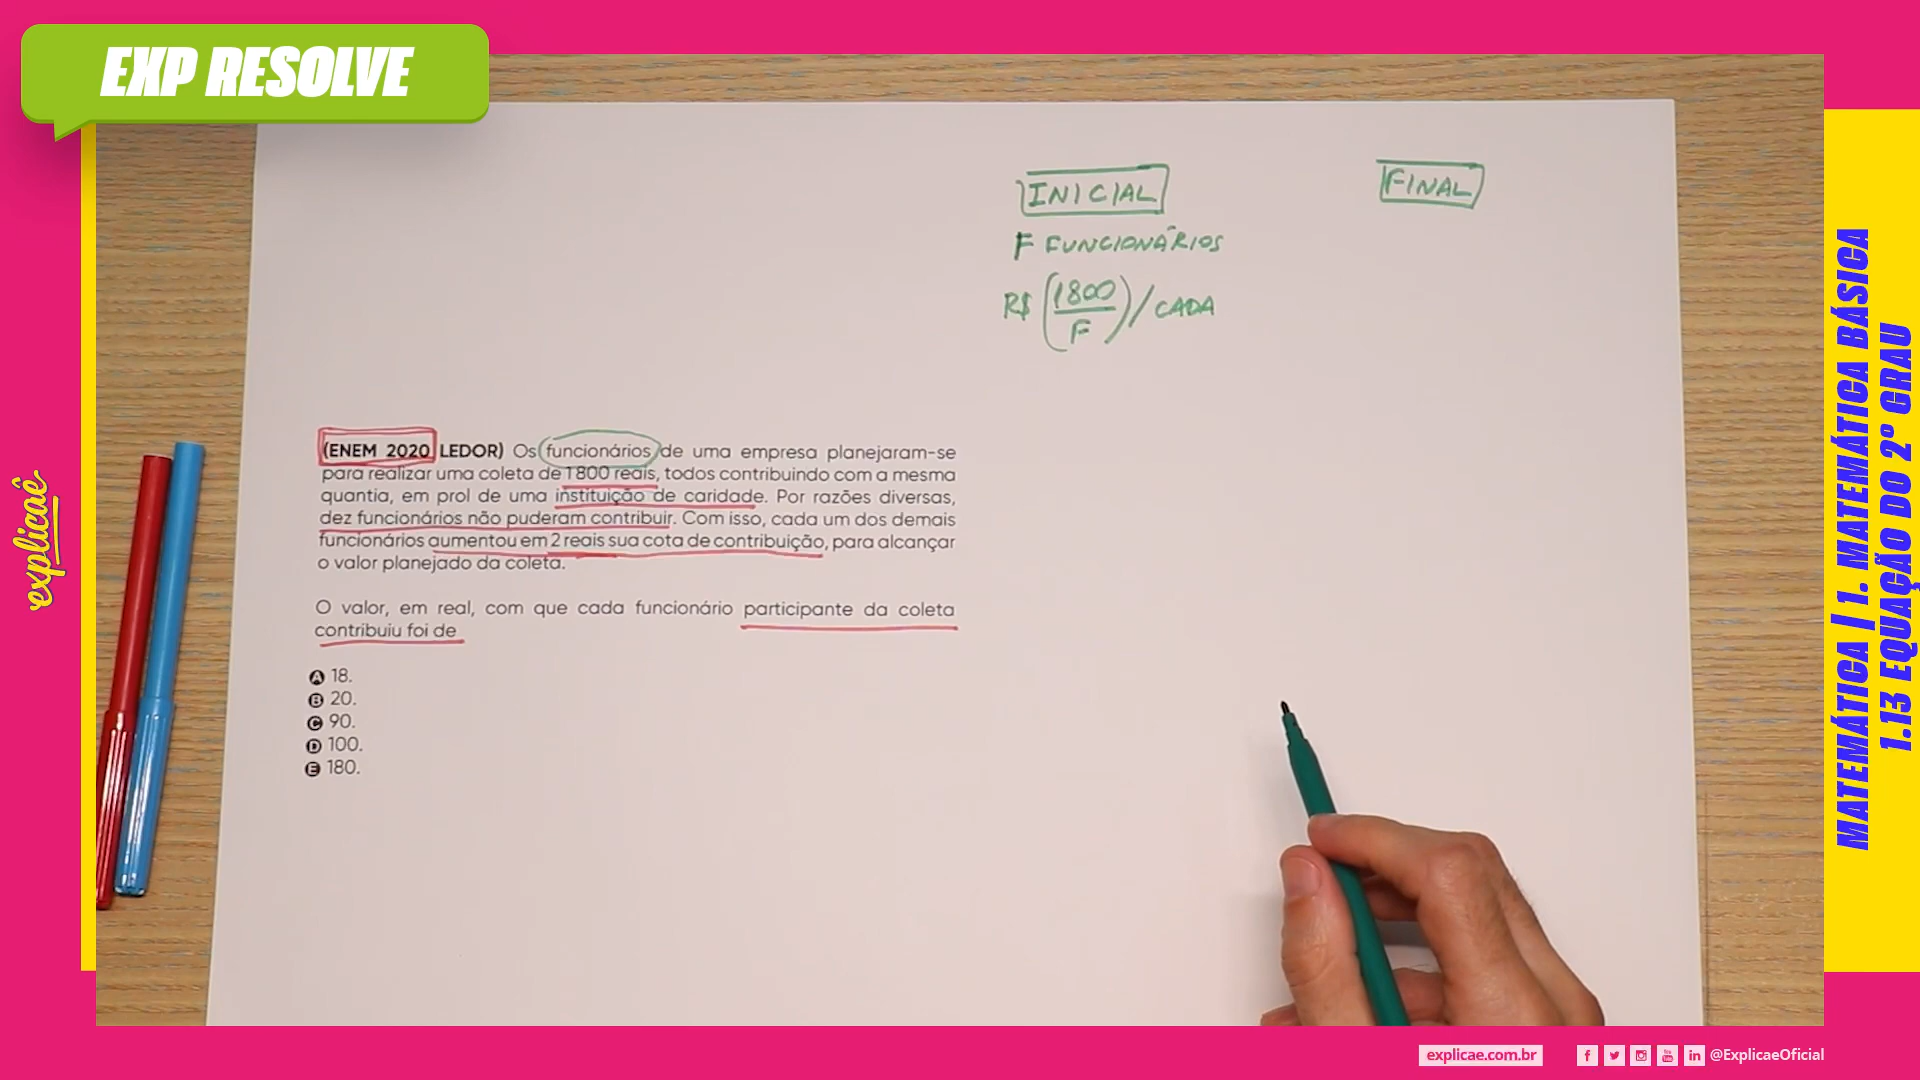 EXP RESOLVE
INICIAL
FINAL
F FUNCIONÁRIOS
R$ (1800/F)/CADA
(ENEM 2020 LEDOR) Os funcionários de uma empresa planejaram-se
para realizar uma coleta de 1 800 reais, todos contribuindo com a mesma
quantia, em prol de uma instituição de caridade. Por razões diversas,
dez funcionários não puderam contribuir. Com isso, cada um dos demais
funcionários aumentou em 2 reais sua cota de contribuição, para alcançar
o valor planejado da coleta.
O valor, em real, com que cada funcionário participante da coleta
contribuiu foi de
A 18.
B 20.
C 90.
D 100.
E 180.
explicaê
MATEMÁTICA | 1. MATEMÁTICA BÁSICA
1.13 EQUAÇÃO DO 2º GRAU
explicae.com.br
@ExplicaeOficial